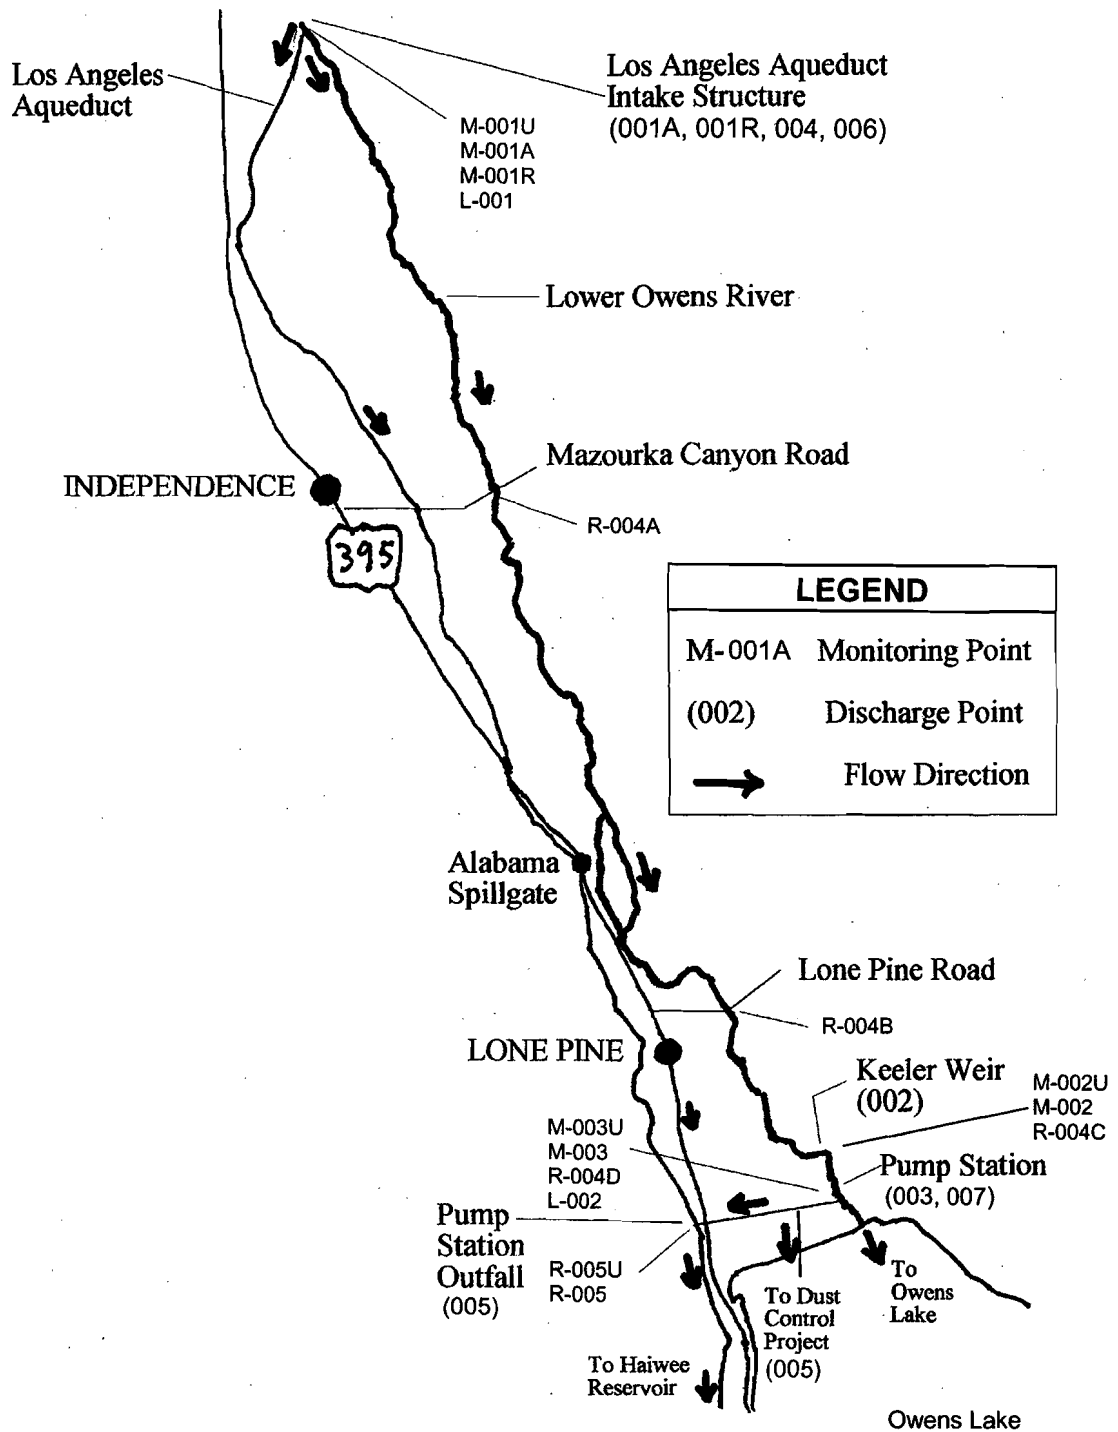 Los Angeles
Aqueduct
Los Angeles Aqueduct
Intake Structure
(001A, 001R, 004, 006)
M-001U
M-001A
M-001R
L-001
Lower Owens River
Mazourka Canyon Road
INDEPENDENCE
R-004A
395
LEGEND
M-001A Monitoring Point
(002) Discharge Point
Flow Direction
Alabama
Spillgate
Lone Pine Road
R-004B
LONE PINE
Keeler Weir
(002)
M-002U
M-002
R-004C
M-003U
M-003
R-004D
L-002
Pump Station
(003, 007)
Pump
Station
Outfall
(005)
R-005U
R-005
To
Owens
Lake
To Dust
Control
Project
(005)
To Haiwee
Reservoir
Owens Lake